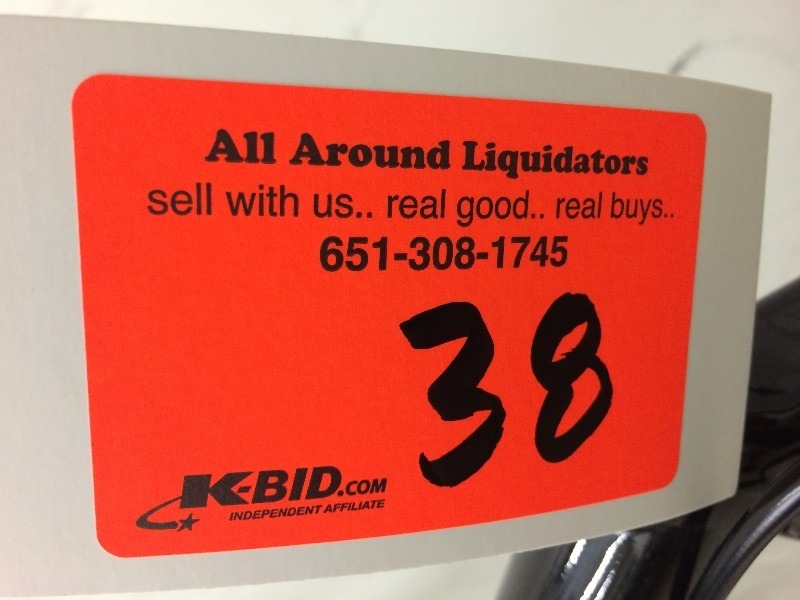 All Around Liquidators
sell with us.. real good.. real buys..
651-308-1745
38
K-BID.COM
INDEPENDENT AFFILIATE